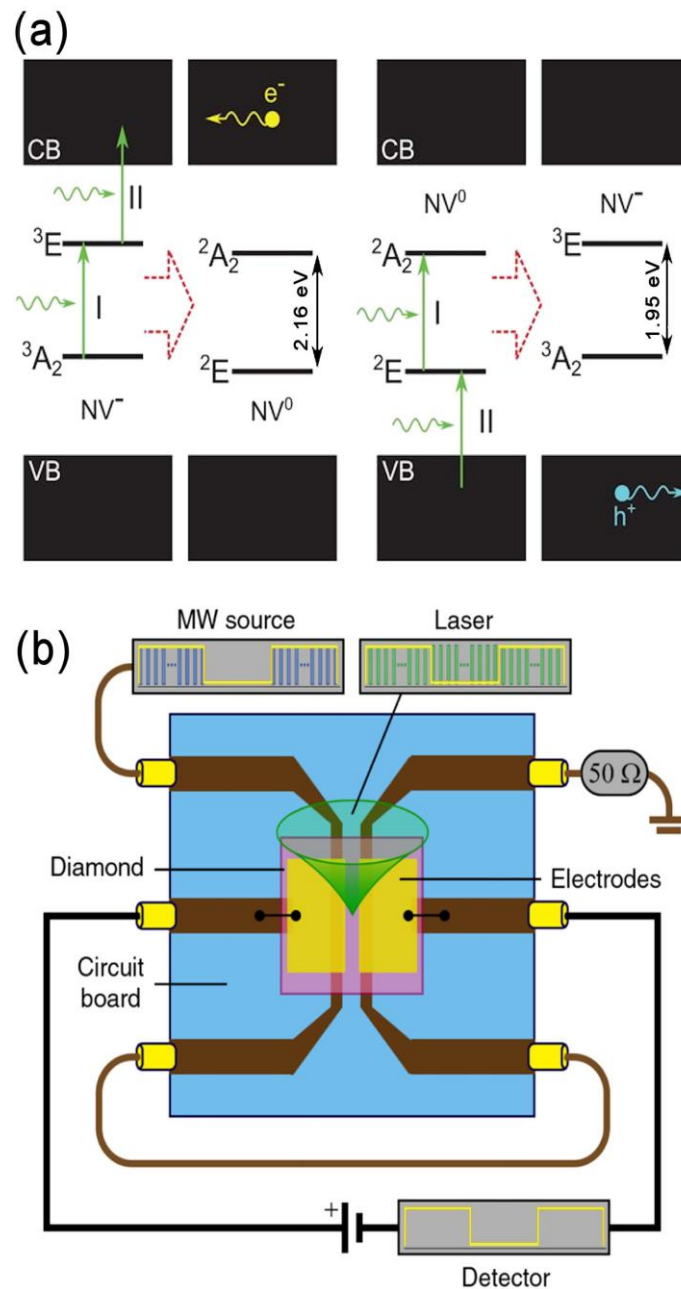 (a)
CB
e⁻
CB
II
NV⁰
NV⁻
³E
²A₂
²A₂
³E
I
2.16 eV
I
1.95 eV
³A₂
²E
²E
³A₂
NV⁻
NV⁰
II
VB
VB
h⁺
(b)
MW source
Laser
...
...
...
...
...
50 Ω
Diamond
Electrodes
Circuit
board
+
Detector